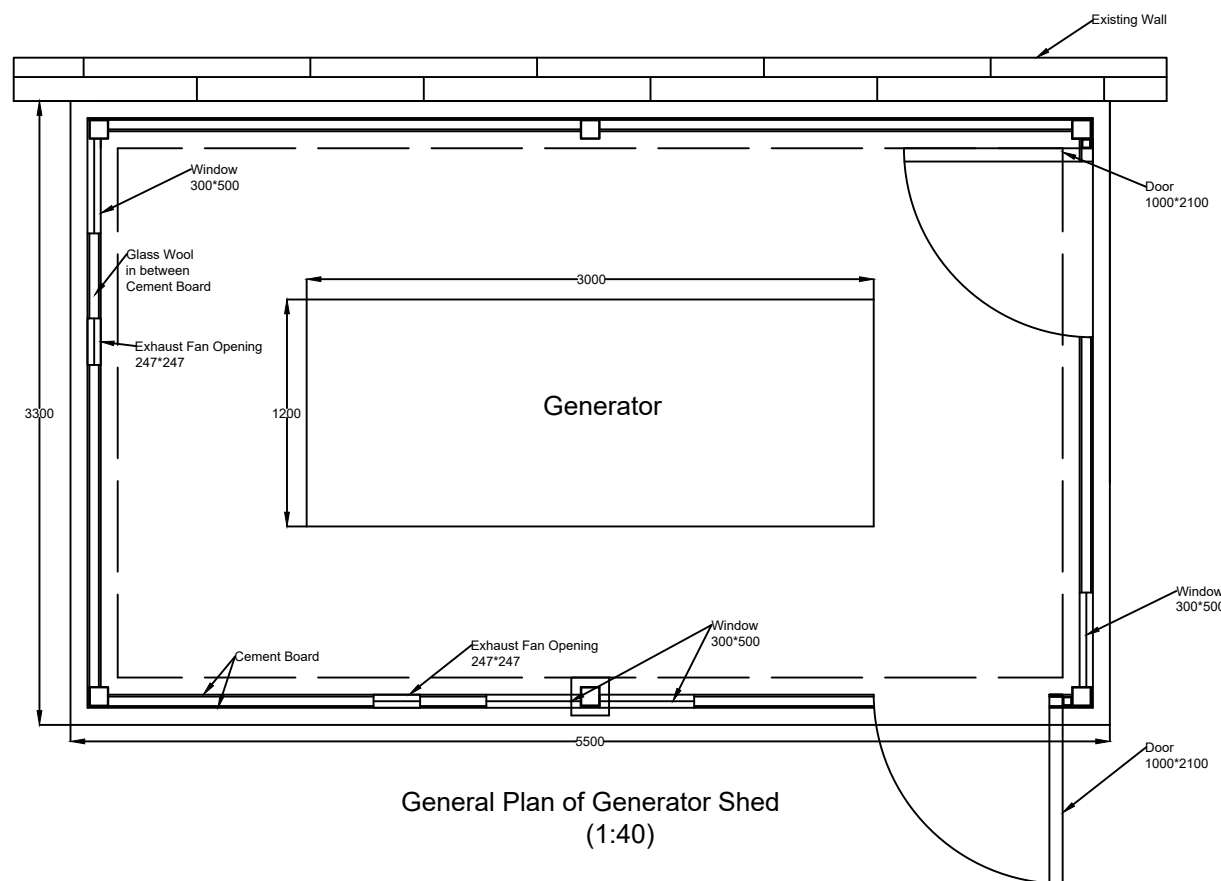 Existing Wall
Window
300*500
Door
1000*2100
Glass Wool
in between
Cement Board
3000
Exhaust Fan Opening
247*247
Generator
3300
1200
Window
300*500
Window
300*500
Exhaust Fan Opening
247*247
Cement Board
5500
Door
1000*2100
General Plan of Generator Shed
(1:40)